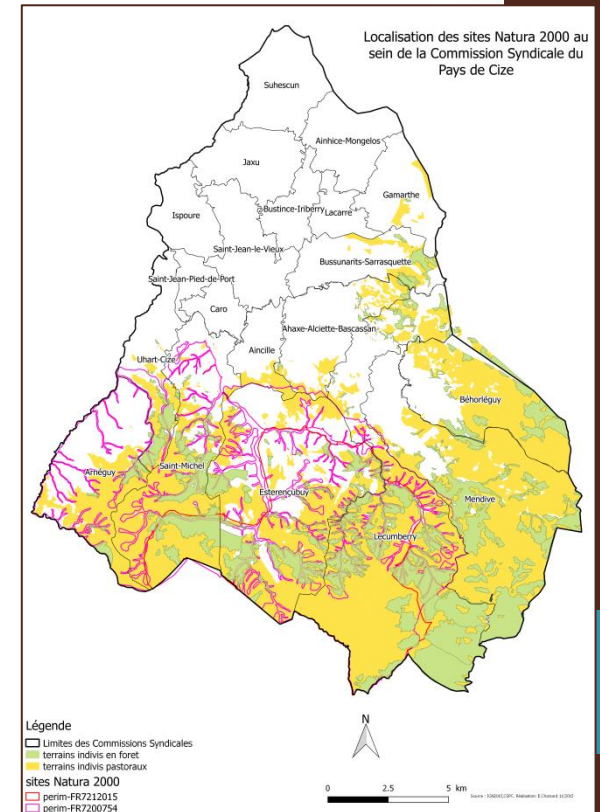 Localisation des sites Natura 2000 au
sein de la Commission Syndicale du
Pays de Cize
Suhescun
Ainhice-Mongelos
Jaxu
Gamarthe
Ispoure
Bustince-Iriberry
Lacarre
Saint-Jean-le-Vieux
Bussunarits-Sarrasquette
Saint-Jean-Pied-de-Port
Caro
Ahaxe-Alciette-Bascassan
Uhart-Cize
Aincille
Béhorléguy
Arnéguy
Saint-Michel
Esterençubuy
Mendive
Lecumberry
Légende
Limites des Commissions Syndicales
terrains indivis en foret
terrains indivis pastoraux
sites Natura 2000
perim-FR7212015
perim-FR7200754
N
0 2.5 5 km